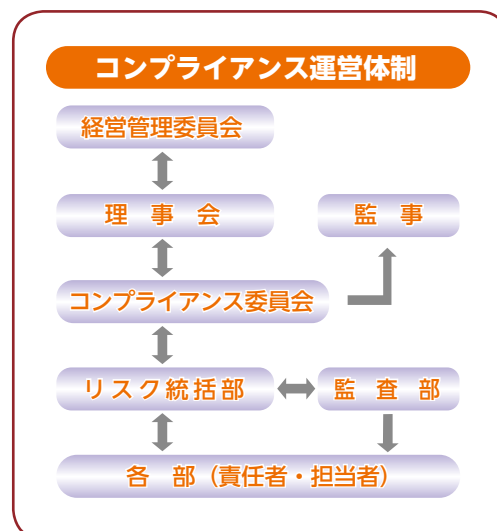 コンプライアンス運営体制
経営管理委員会
理事会
監事
コンプライアンス委員会
リスク統括部
監査部
各部（責任者・担当者）